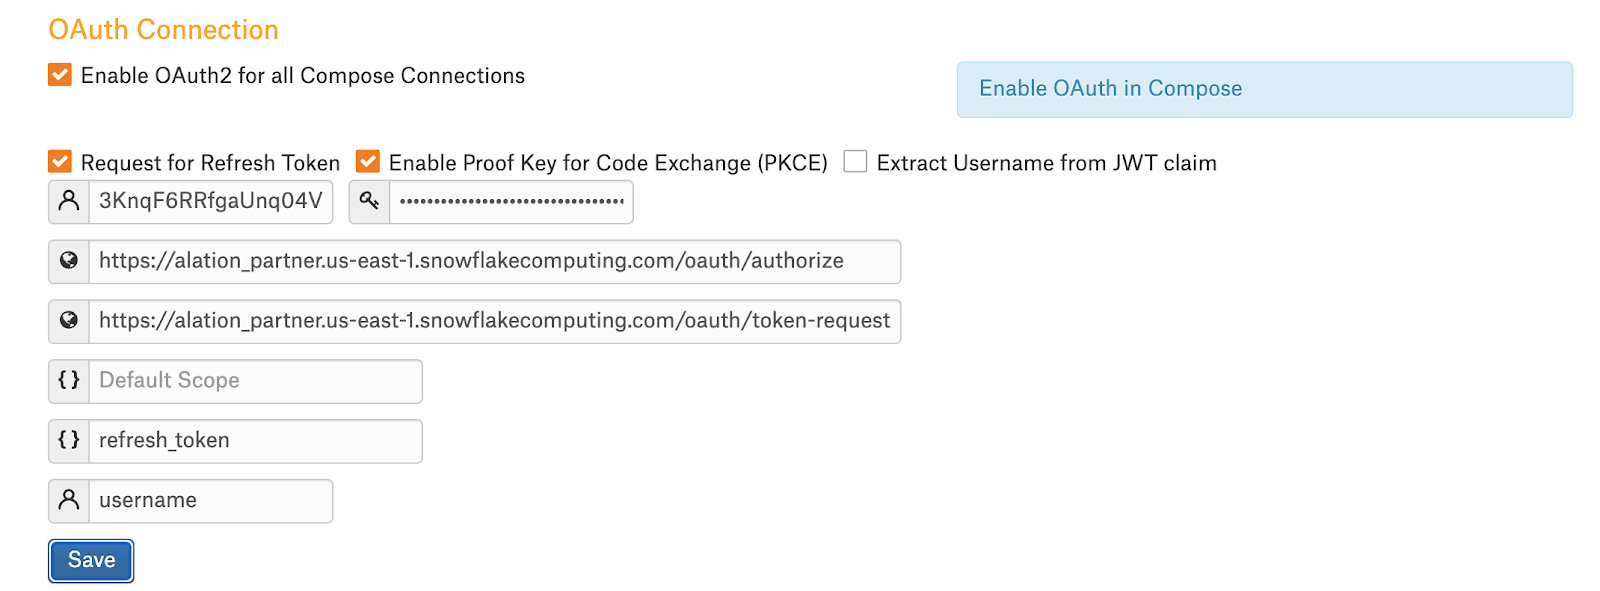 OAuth Connection
Enable OAuth2 for all Compose Connections
Enable OAuth in Compose
Request for Refresh Token Enable Proof Key for Code Exchange (PKCE) Extract Username from JWT claim
3KnqF6RRfgaUnq04V
https://alation_partner.us-east-1.snowflakecomputing.com/oauth/authorize
https://alation_partner.us-east-1.snowflakecomputing.com/oauth/token-request
{} Default Scope
{} refresh_token
username
Save